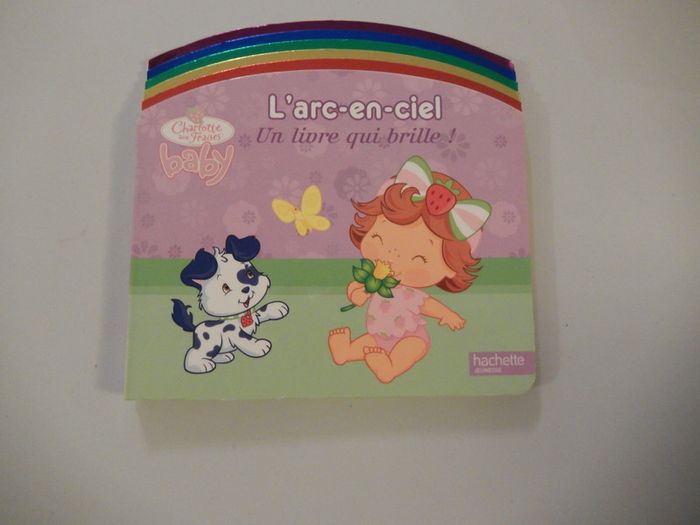 L'arc-en-ciel
Un livre qui brille !
Charlotte
aux Fraises
baby
hachette
JEUNESSE